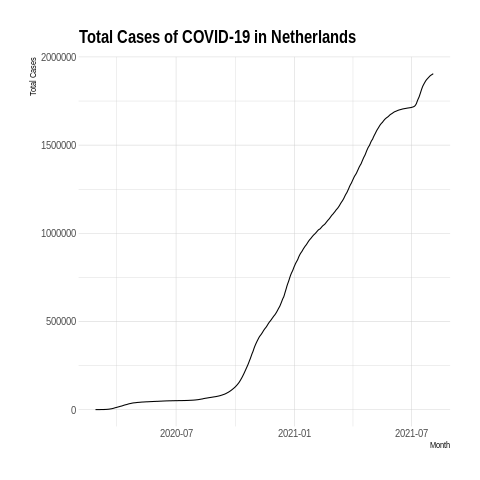 Total Cases of COVID-19 in Netherlands
Total Cases
2000000
1500000
1000000
500000
0
2020-07
2021-01
2021-07
Month